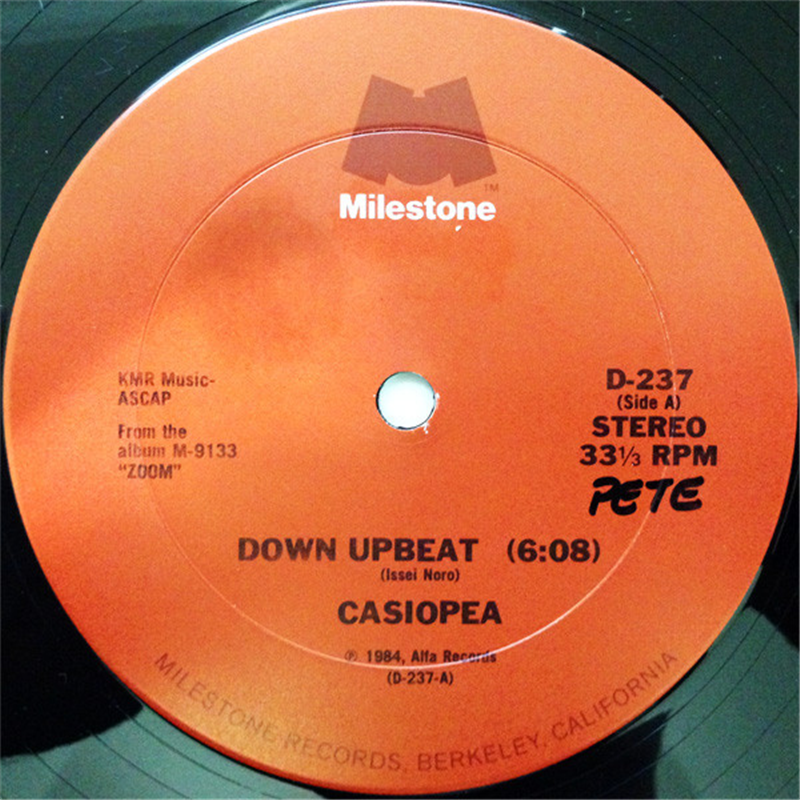 TM
Milestone
KMR Music-
ASCAP
From the
album M-9133
"ZOOM"
D-237
(Side A)
STEREO
33⅓ RPM
PETE
DOWN UPBEAT (6:08)
(Issei Noro)
CASIOPEA
℗ 1984, Alfa Records
(D-237-A)
MILESTONE RECORDS, BERKELEY, CALIFORNIA